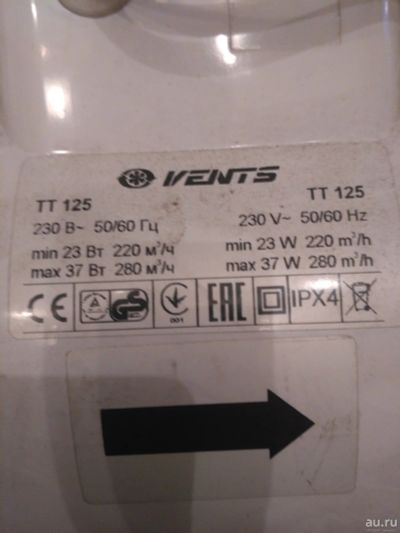 VENTS
TT 125 TT 125
230 В~ 50/60 Гц 230 V~ 50/60 Hz
min 23 Вт 220 м³/ч min 23 W 220 m³/h
max 37 Вт 280 м³/ч max 37 W 280 m³/h
CE GS 001 EAC IPX4
au.ru